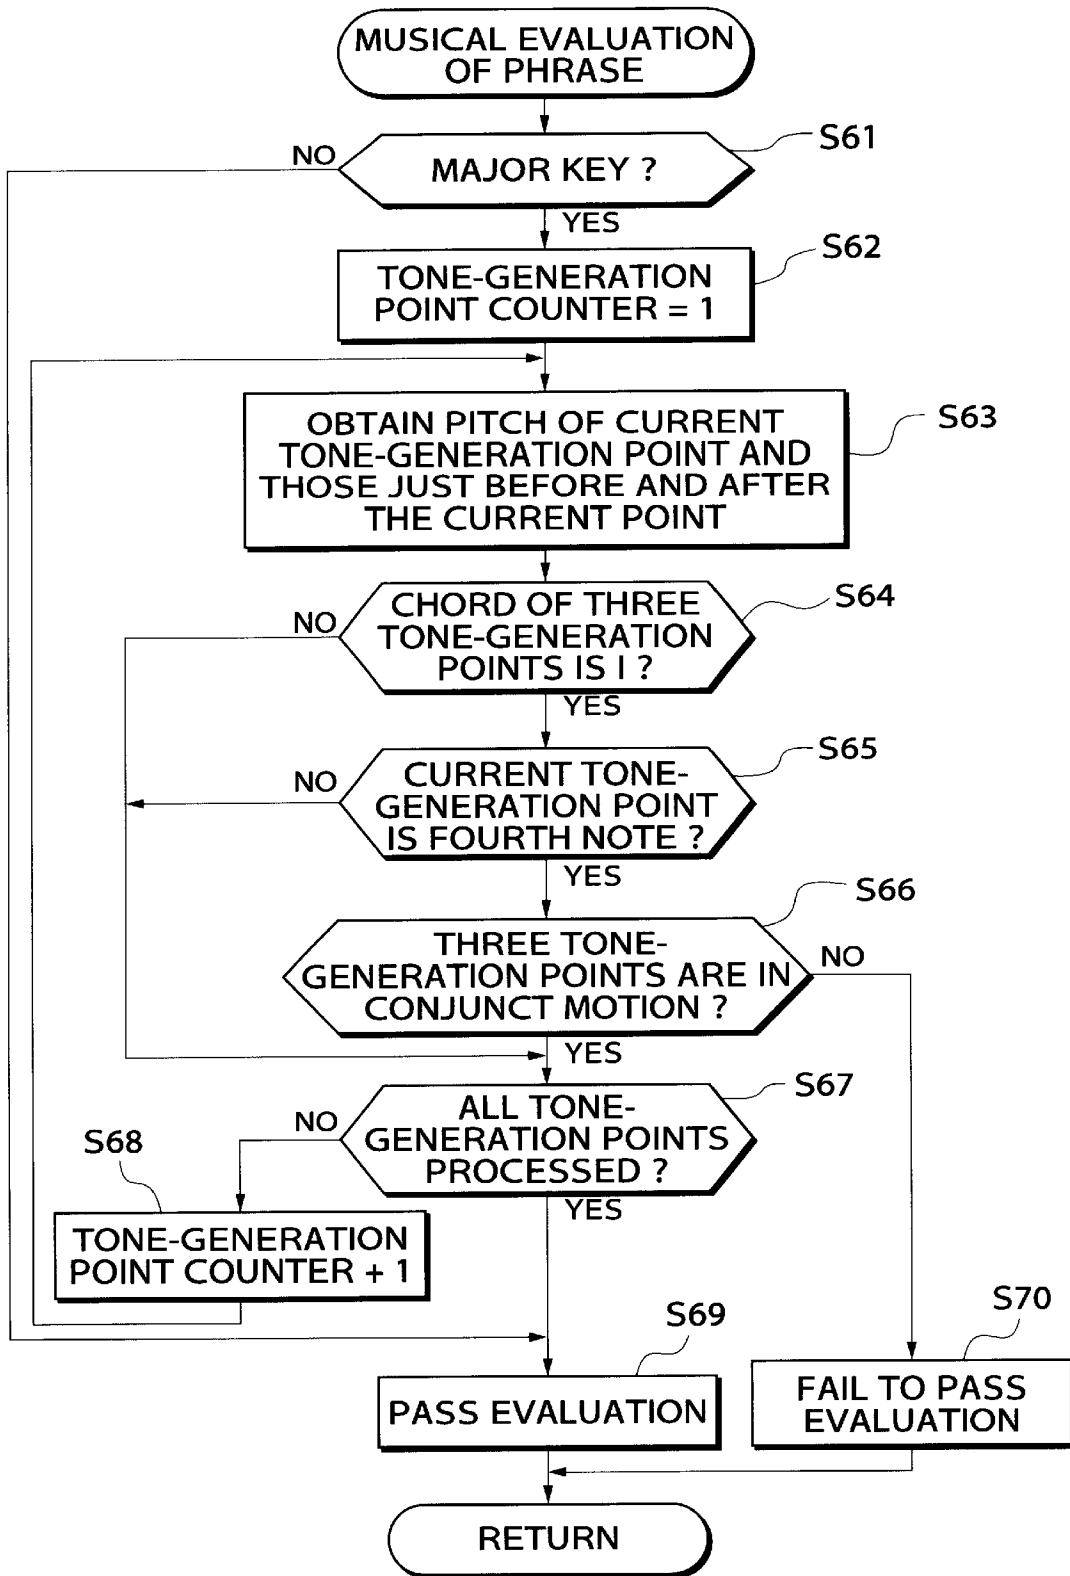 MUSICAL EVALUATION
OF PHRASE
S61
NO
MAJOR KEY ?
YES
S62
TONE-GENERATION
POINT COUNTER = 1
S63
OBTAIN PITCH OF CURRENT
TONE-GENERATION POINT AND
THOSE JUST BEFORE AND AFTER
THE CURRENT POINT
S64
NO
CHORD OF THREE
TONE-GENERATION
POINTS IS I ?
YES
S65
NO
CURRENT TONE-
GENERATION POINT
IS FOURTH NOTE ?
YES
S66
THREE TONE-
GENERATION POINTS ARE IN
CONJUNCT MOTION ?
NO
YES
S67
NO
ALL TONE-
GENERATION POINTS
PROCESSED ?
YES
S68
TONE-GENERATION
POINT COUNTER + 1
S69
PASS EVALUATION
S70
FAIL TO PASS
EVALUATION
RETURN